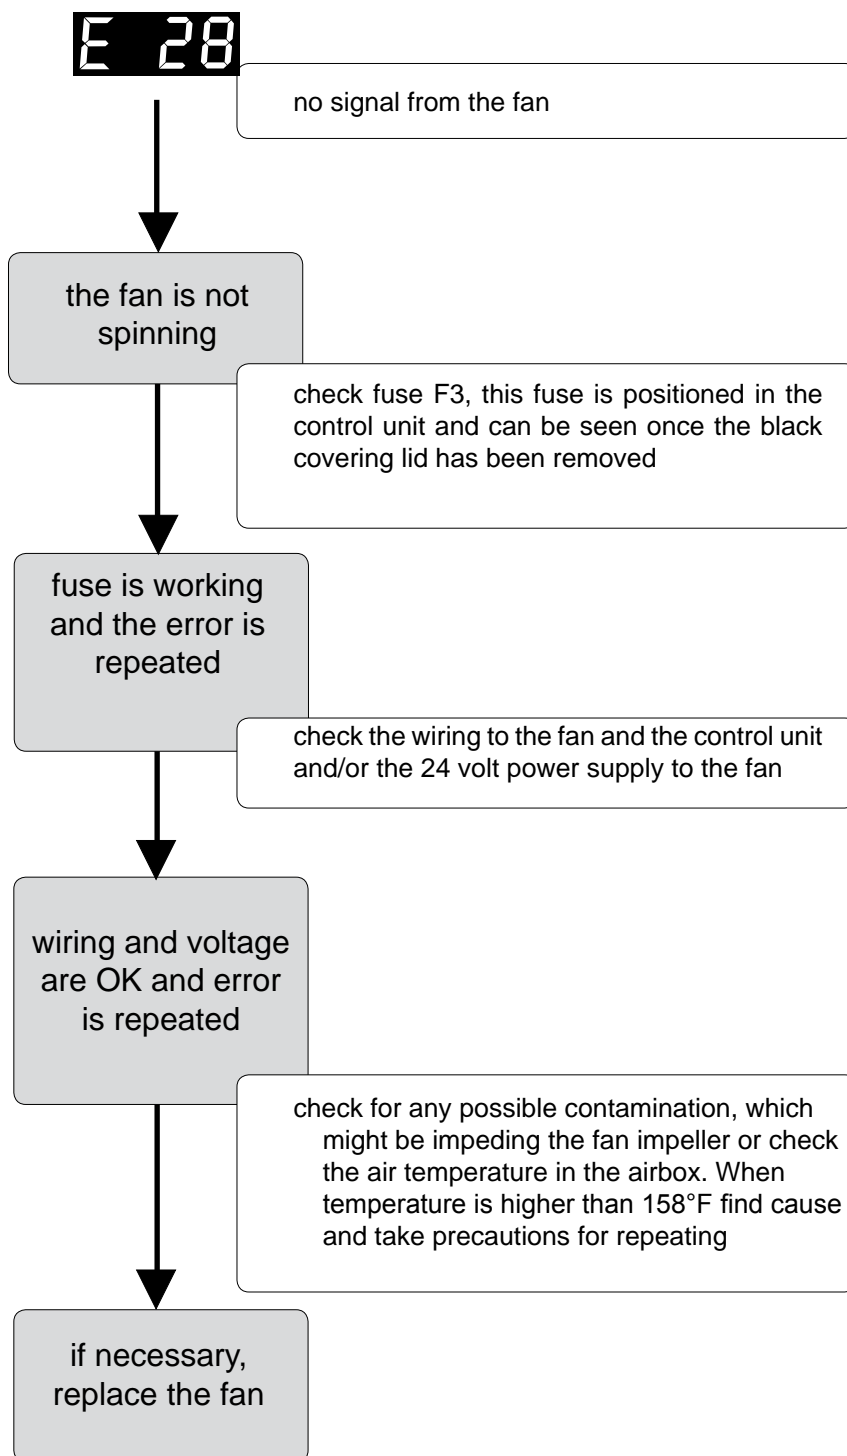 E 28
no signal from the fan
the fan is not
spinning
check fuse F3, this fuse is positioned in the
control unit and can be seen once the black
covering lid has been removed
fuse is working
and the error is
repeated
check the wiring to the fan and the control unit
and/or the 24 volt power supply to the fan
wiring and voltage
are OK and error
is repeated
check for any possible contamination, which
might be impeding the fan impeller or check
the air temperature in the airbox. When
temperature is higher than 158°F find cause
and take precautions for repeating
if necessary,
replace the fan